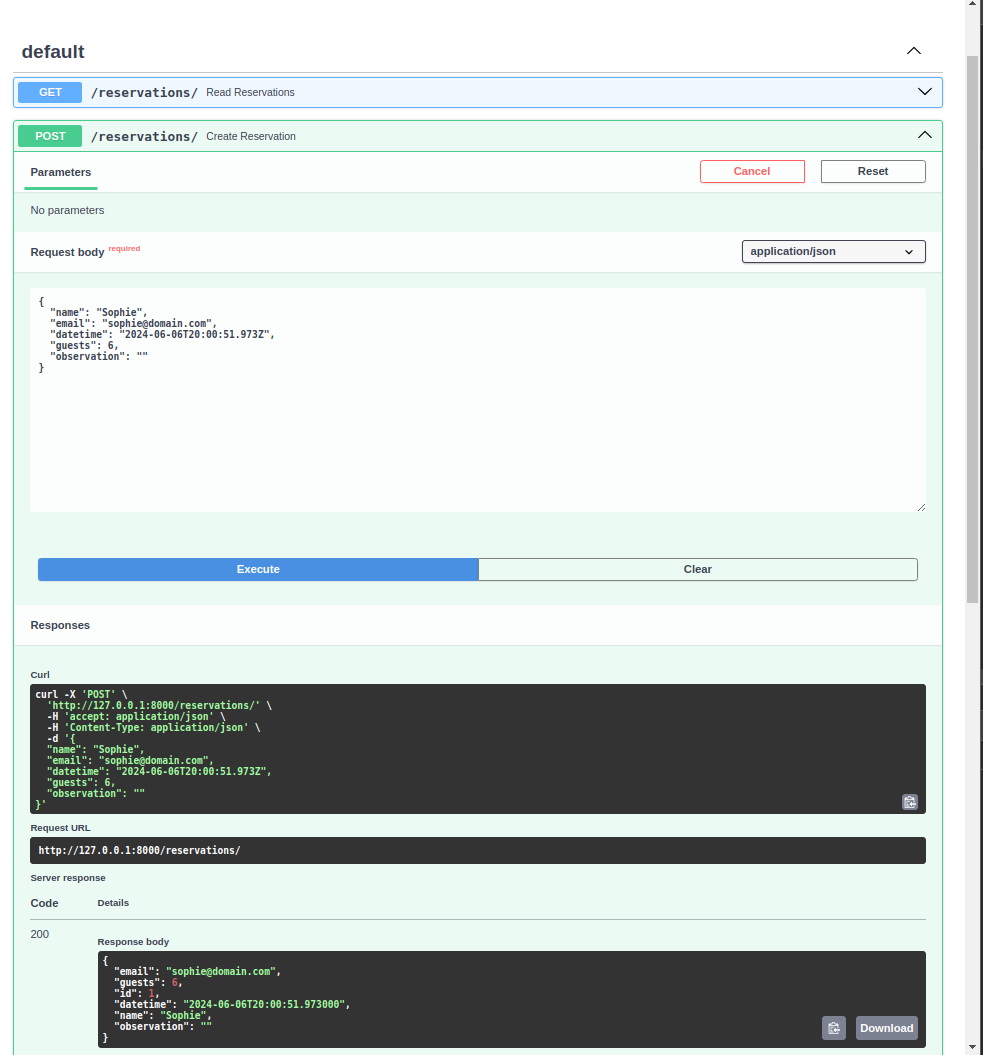 default
GET /reservations/ Read Reservations
POST /reservations/ Create Reservation
Parameters Cancel Reset
No parameters
Request body required application/json
{
  "name": "Sophie",
  "email": "sophie@domain.com",
  "datetime": "2024-06-06T20:00:51.973Z",
  "guests": 6,
  "observation": ""
}
Execute Clear
Responses
Curl
curl -X 'POST' \
  'http://127.0.0.1:8000/reservations/' \
  -H 'accept: application/json' \
  -H 'Content-Type: application/json' \
  -d '{
  "name": "Sophie",
  "email": "sophie@domain.com",
  "datetime": "2024-06-06T20:00:51.973Z",
  "guests": 6,
  "observation": ""
}'
Request URL
http://127.0.0.1:8000/reservations/
Server response
Code Details
200
Response body
{
  "email": "sophie@domain.com",
  "guests": 6,
  "id": 1,
  "datetime": "2024-06-06T20:00:51.973000",
  "name": "Sophie",
  "observation": ""
}
Download